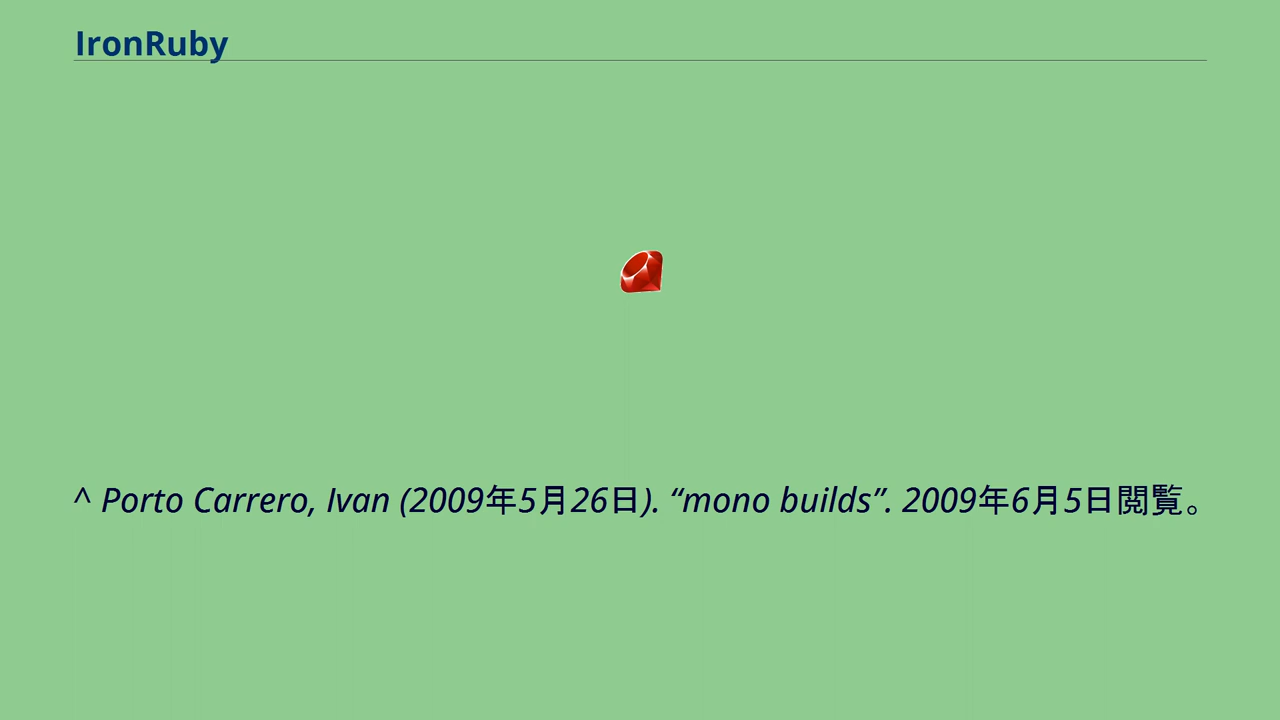 IronRuby
^ Porto Carrero, Ivan (2009年5月26日). “mono builds”. 2009年6月5日閲覧。